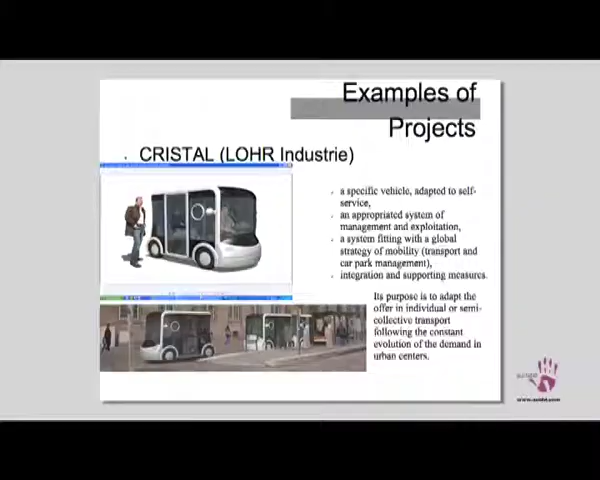 Examples of
Projects
CRISTAL (LOHR Industrie)
a specific vehicle, adapted to self-
service,
an appropriated system of
management and exploitation,
a system fitting with a global
strategy of mobility (transport and
car park management),
integration and supporting measures.
Its purpose is to adapt the
offer in individual or semi-
collective transport
following the constant
evolution of the demand in
urban centers.